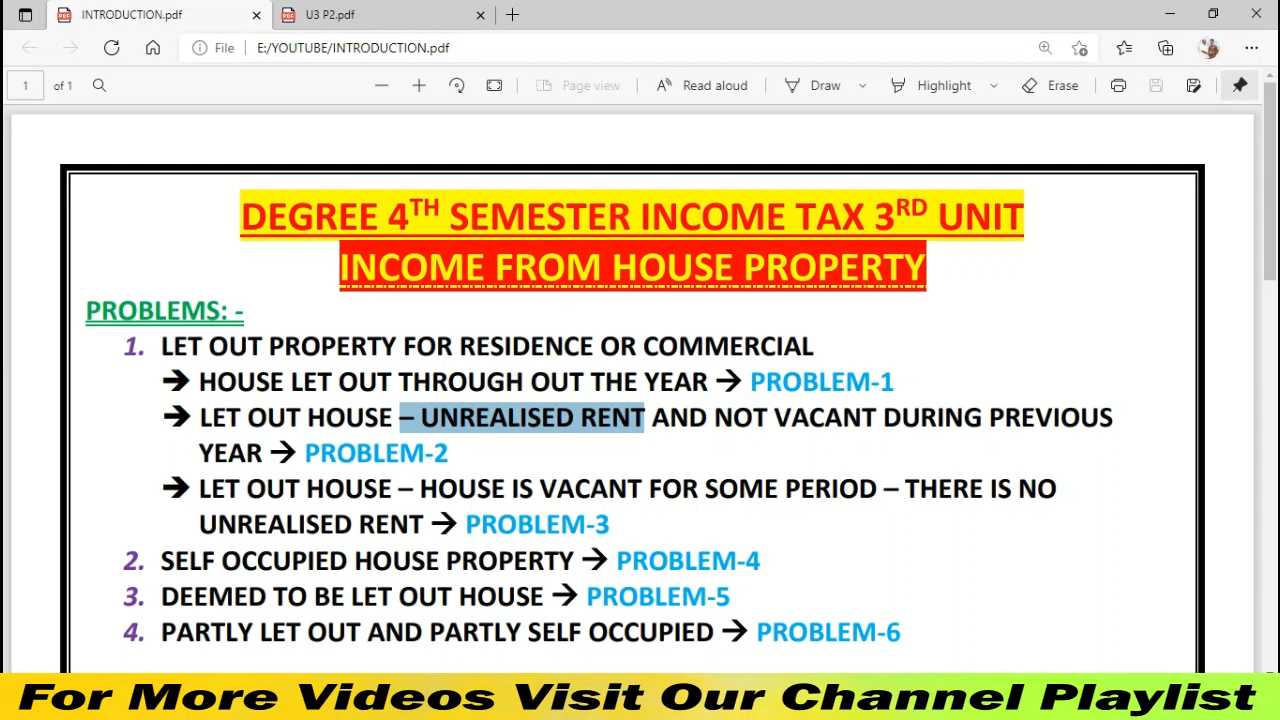 INTRODUCTION.pdf
U3 P2.pdf
File
E:/YOUTUBE/INTRODUCTION.pdf
1 of 1
Page view
Read aloud
Draw
Highlight
Erase
DEGREE 4TH SEMESTER INCOME TAX 3RD UNIT
INCOME FROM HOUSE PROPERTY
PROBLEMS: -
1. LET OUT PROPERTY FOR RESIDENCE OR COMMERCIAL
➔ HOUSE LET OUT THROUGH OUT THE YEAR → PROBLEM-1
➔ LET OUT HOUSE – UNREALISED RENT AND NOT VACANT DURING PREVIOUS
YEAR → PROBLEM-2
➔ LET OUT HOUSE – HOUSE IS VACANT FOR SOME PERIOD – THERE IS NO
UNREALISED RENT → PROBLEM-3
2. SELF OCCUPIED HOUSE PROPERTY → PROBLEM-4
3. DEEMED TO BE LET OUT HOUSE → PROBLEM-5
4. PARTLY LET OUT AND PARTLY SELF OCCUPIED → PROBLEM-6
For More Videos Visit Our Channel Playlist